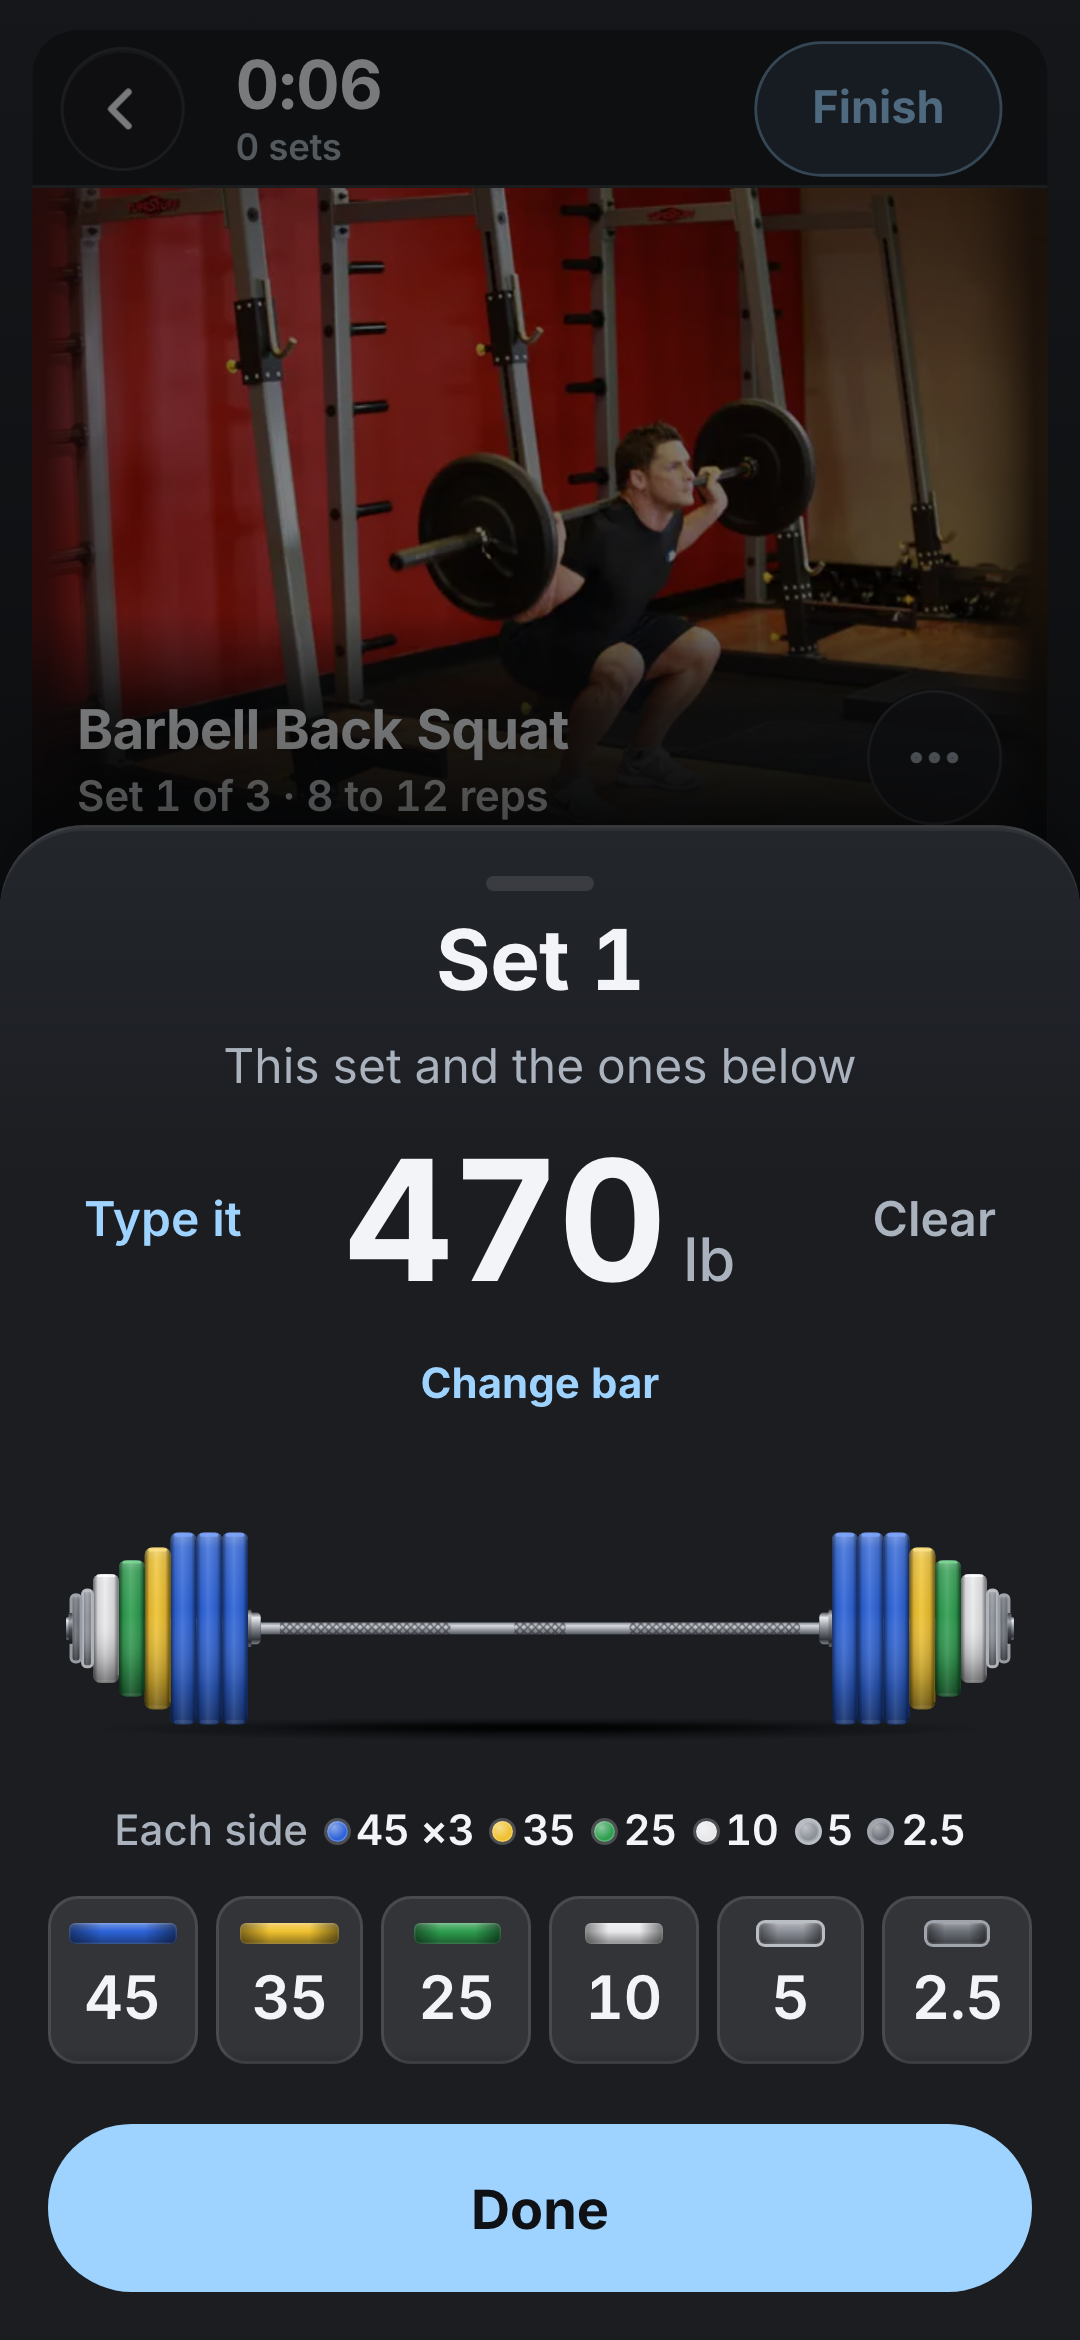 0:06
0 sets
Finish
Barbell Back Squat
Set 1 of 3 · 8 to 12 reps
Set 1
This set and the ones below
Type it
470 lb
Clear
Change bar
Each side 45 ×3 35 25 10 5 2.5
45 35 25 10 5 2.5
Done